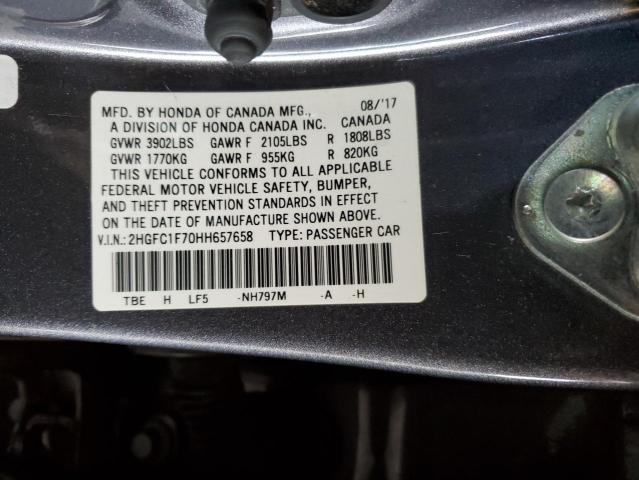 MFD. BY HONDA OF CANADA MFG., 08/'17
A DIVISION OF HONDA CANADA INC. CANADA
GVWR 3902LBS GAWR F 2105LBS R 1808LBS
GVWR 1770KG GAWR F 955KG R 820KG
THIS VEHICLE CONFORMS TO ALL APPLICABLE
FEDERAL MOTOR VEHICLE SAFETY, BUMPER,
AND THEFT PREVENTION STANDARDS IN EFFECT
ON THE DATE OF MANUFACTURE SHOWN ABOVE.
V.I.N.: 2HGFC1F70HH657658 TYPE: PASSENGER CAR
TBE H LF5 -NH797M -A -H